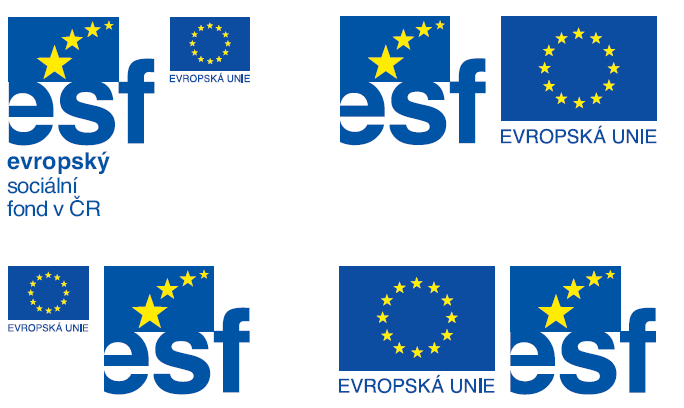 esf
EVROPSKÁ UNIE
evropský
sociální
fond v ČR
esf
EVROPSKÁ UNIE
EVROPSKÁ UNIE
esf
EVROPSKÁ UNIE
esf